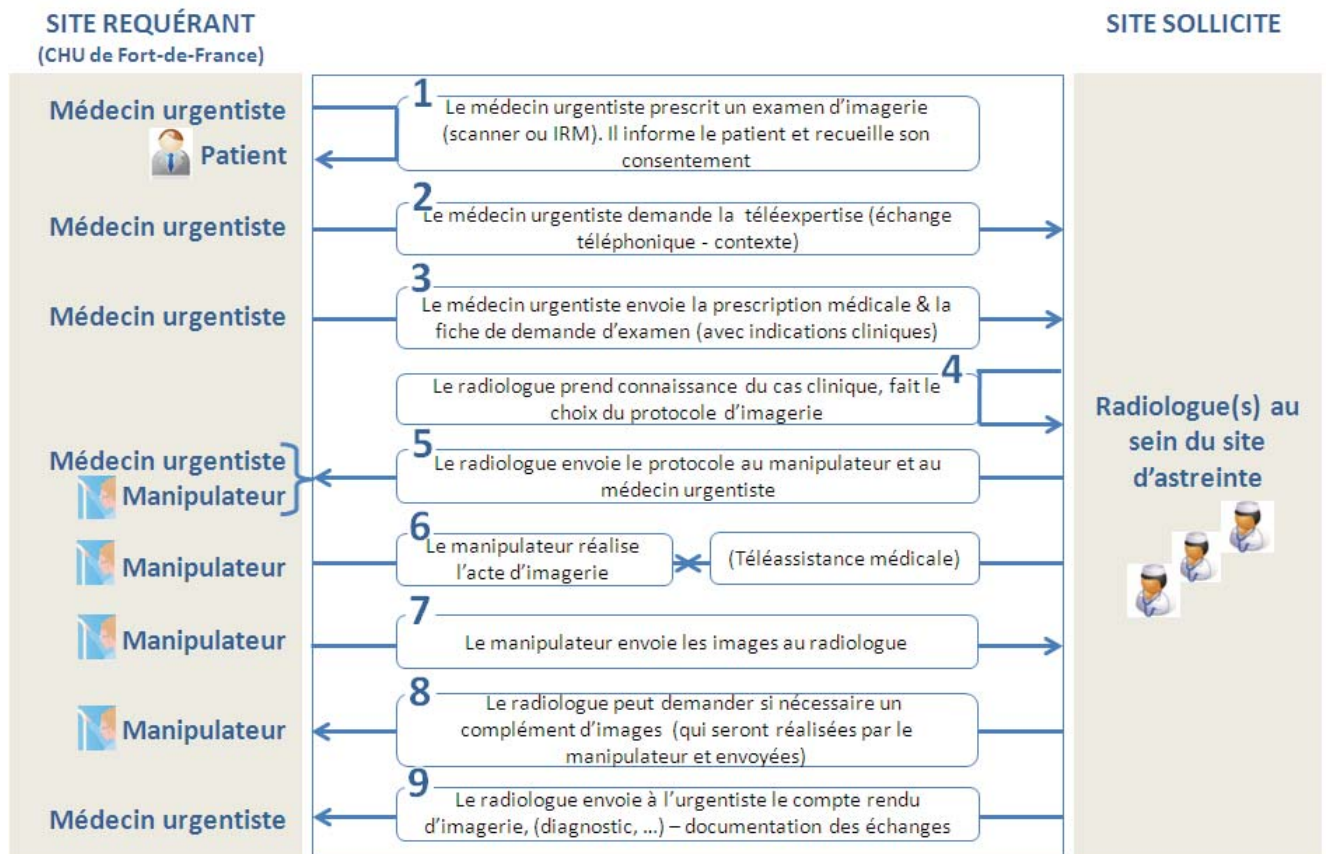 SITE REQUÉRANT
(CHU de Fort-de-France)
SITE SOLLICITE
Médecin urgentiste
Patient
1
Le médecin urgentiste prescrit un examen d’imagerie
(scanner ou IRM). Il informe le patient et recueille son
consentement
Médecin urgentiste
2
Le médecin urgentiste demande la téléexpertise (échange
téléphonique - contexte)
Médecin urgentiste
3
Le médecin urgentiste envoie la prescription médicale & la
fiche de demande d’examen (avec indications cliniques)
4
Le radiologue prend connaissance du cas clinique, fait le
choix du protocole d’imagerie
Radiologue(s) au
sein du site
d’astreinte
Médecin urgentiste
Manipulateur
5
Le radiologue envoie le protocole au manipulateur et au
médecin urgentiste
Manipulateur
6
Le manipulateur réalise
l’acte d’imagerie
(Téléassistance médicale)
Manipulateur
7
Le manipulateur envoie les images au radiologue
Manipulateur
8
Le radiologue peut demander si nécessaire un
complément d’images (qui seront réalisées par le
manipulateur et envoyées)
Médecin urgentiste
9
Le radiologue envoie à l’urgentiste le compte rendu
d’imagerie, (diagnostic, ...) – documentation des échanges